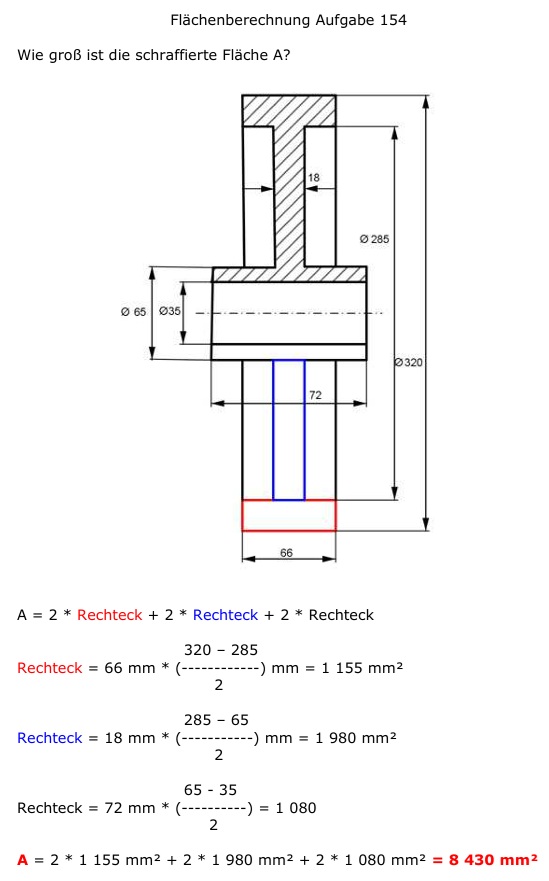 Flächenberechnung Aufgabe 154
Wie groß ist die schraffierte Fläche A?
18
Ø 285
Ø 65
Ø35
Ø320
72
66
A = 2 * Rechteck + 2 * Rechteck + 2 * Rechteck
320 – 285
Rechteck = 66 mm * (------------) mm = 1 155 mm²
2
285 – 65
Rechteck = 18 mm * (-----------) mm = 1 980 mm²
2
65 - 35
Rechteck = 72 mm * (----------) = 1 080
2
A = 2 * 1 155 mm² + 2 * 1 980 mm² + 2 * 1 080 mm² = 8 430 mm²